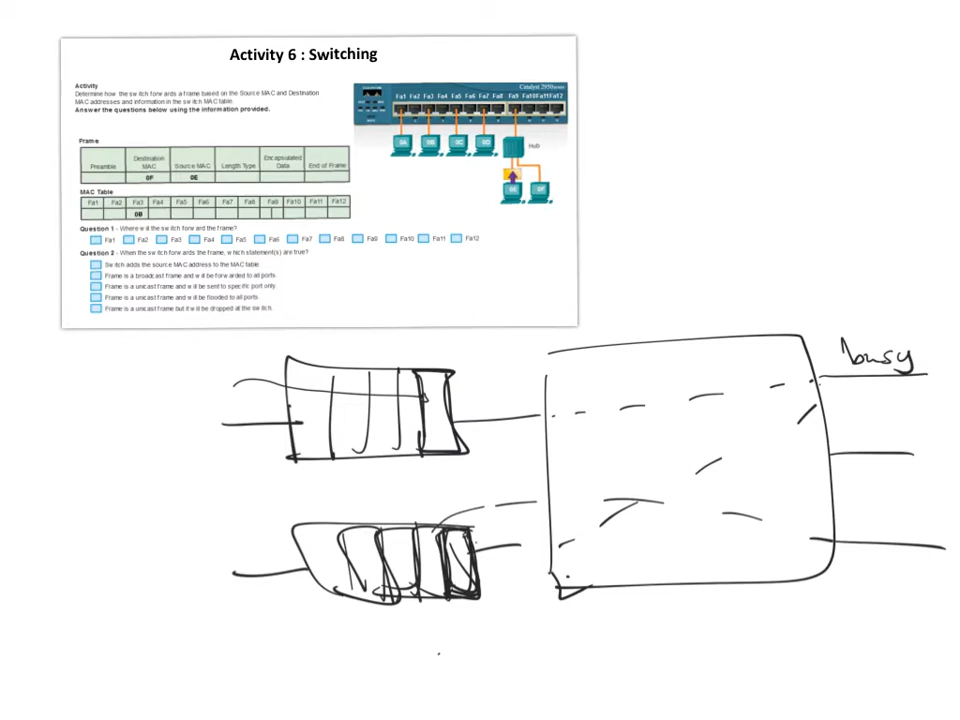 Activity 6 : Switching
Activity
Determine how the switch forwards a frame based on the Source MAC and Destination
MAC addresses and information in the switch MAC table.
Answer the questions below using the information provided.
Catalyst 2950
Fa1 Fa2 Fa3 Fa4 Fa5 Fa6 Fa7 Fa8 Fa9 Fa10 Fa11 Fa12
0A 0B 0C 0D
Hub
0E 0F
Frame
Preamble Destination MAC Source MAC Length Type Encapsulated Data End of Frame
0F 0E
MAC Table
Fa1 Fa2 Fa3 Fa4 Fa5 Fa6 Fa7 Fa8 Fa9 Fa10 Fa11 Fa12
0B
Question 1 - Where will the switch forward the frame?
Fa1 Fa2 Fa3 Fa4 Fa5 Fa6 Fa7 Fa8 Fa9 Fa10 Fa11 Fa12
Question 2 - When the switch forwards the frame, which statement(s) are true?
Switch adds the source MAC address to the MAC table.
Frame is a broadcast frame and will be forwarded to all ports.
Frame is a unicast frame and will be sent to specific port only.
Frame is a unicast frame and will be flooded to all ports.
Frame is a unicast frame but it will be dropped at the switch.
busy